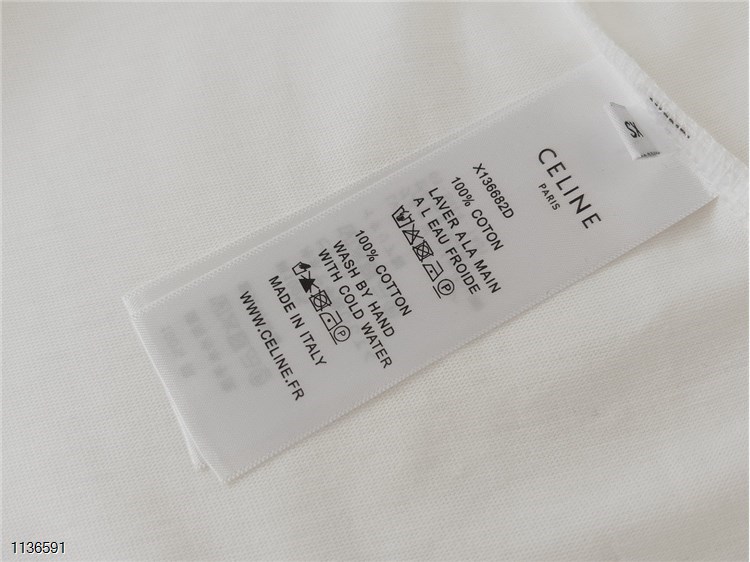 CELINE
PARIS
X136682D
100% COTON
LAVER A LA MAIN
A L EAU FROIDE
P
100% COTTON
WASH BY HAND
WITH COLD WATER
P
MADE IN ITALY
WWW.CELINE.FR
S
1136591